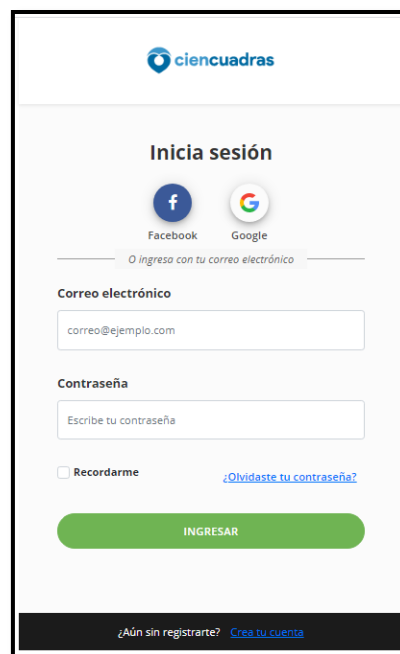 ciencuadras
Inicia sesión
Facebook Google
O ingresa con tu correo electrónico
Correo electrónico
correo@ejemplo.com
Contraseña
Escribe tu contraseña
Recordarme ¿Olvidaste tu contraseña?
INGRESAR
¿Aún sin registrarte? Crea tu cuenta